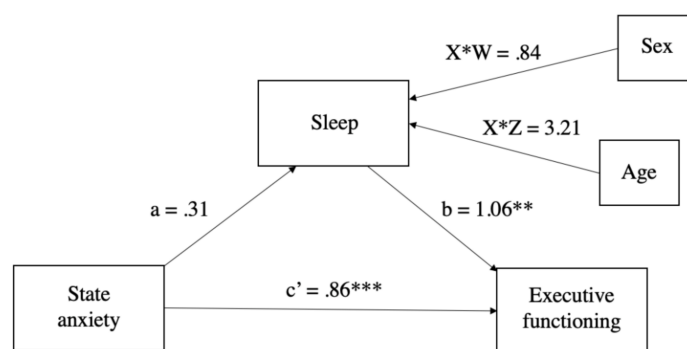 Sex
X*W = .84
Sleep
X*Z = 3.21
Age
a = .31
b = 1.06**
State
anxiety
c’ = .86***
Executive
functioning